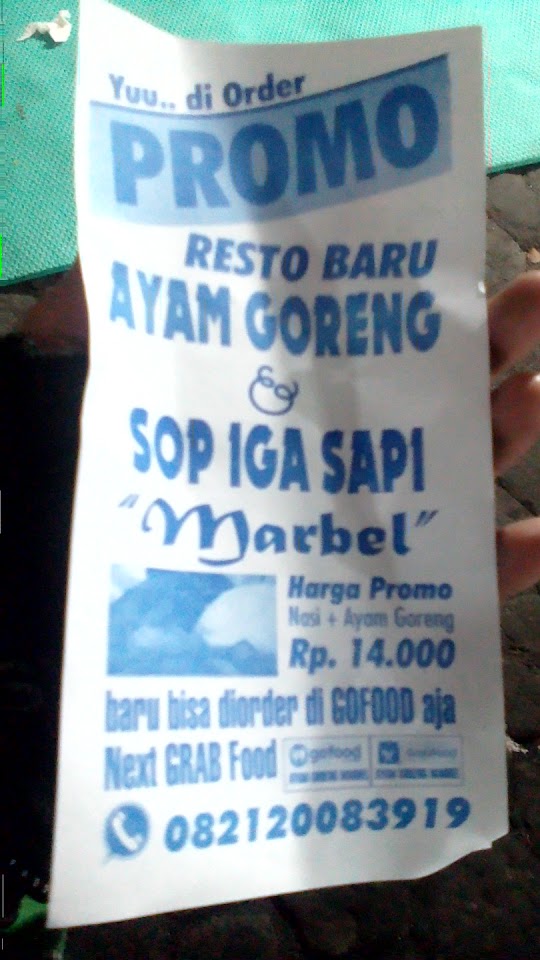 Yuu.. di Order
PROMO
RESTO BARU
AYAM GORENG
&
SOP IGA SAPI
"Marbel"
Harga Promo
Nasi + Ayam Goreng
Rp. 14.000
baru bisa diorder di GOFOOD aja
Next GRAB Food
gofood
GrabFood
082120083919